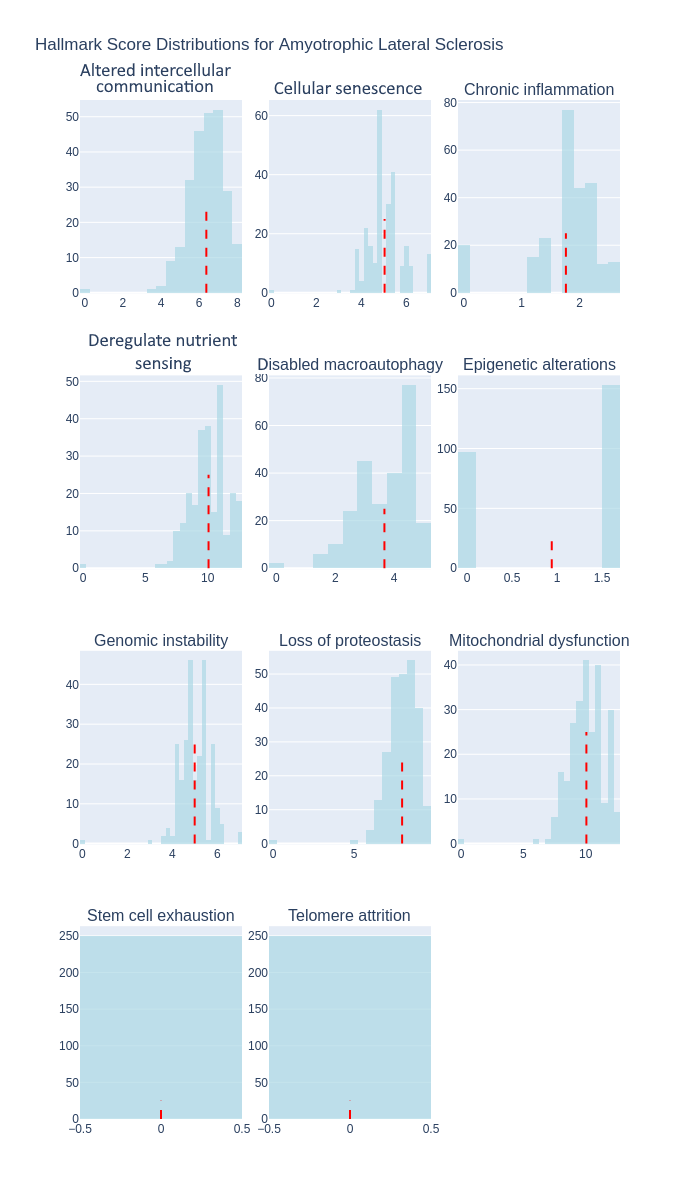 Hallmark Score Distributions for Amyotrophic Lateral Sclerosis
Altered intercellular
communication
Cellular senescence
Chronic inflammation
50
40
30
20
10
0
0 2 4 6 8
60
40
20
0
0 2 4 6
80
60
40
20
0
0 1 2
Deregulate nutrient
sensing
Disabled macroautophagy
Epigenetic alterations
50
40
30
20
10
0
0 5 10
80
60
40
20
0
0 2 4
150
100
50
0
0 0.5 1 1.5
Genomic instability
Loss of proteostasis
Mitochondrial dysfunction
40
30
20
10
0
0 2 4 6
50
40
30
20
10
0
0 5
40
30
20
10
0
0 5 10
Stem cell exhaustion
Telomere attrition
250
200
150
100
50
0
−0.5 0 0.5
250
200
150
100
50
0
−0.5 0 0.5